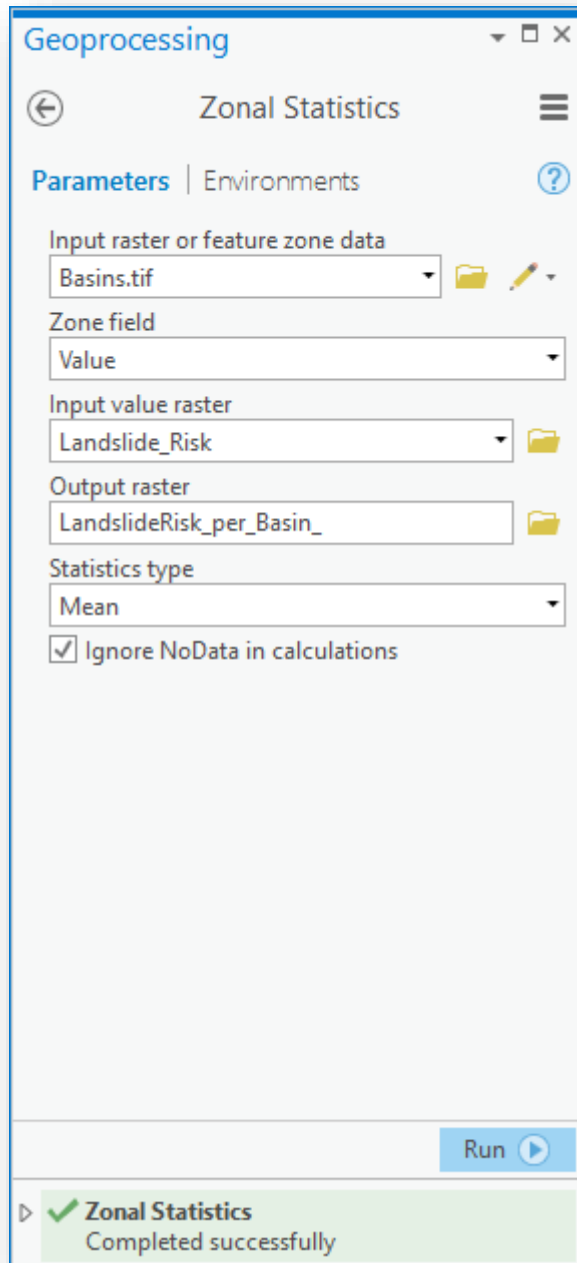 Geoprocessing
Zonal Statistics
Parameters | Environments
Input raster or feature zone data
Basins.tif
Zone field
Value
Input value raster
Landslide_Risk
Output raster
LandslideRisk_per_Basin_
Statistics type
Mean
Ignore NoData in calculations
Run
Zonal Statistics
Completed successfully